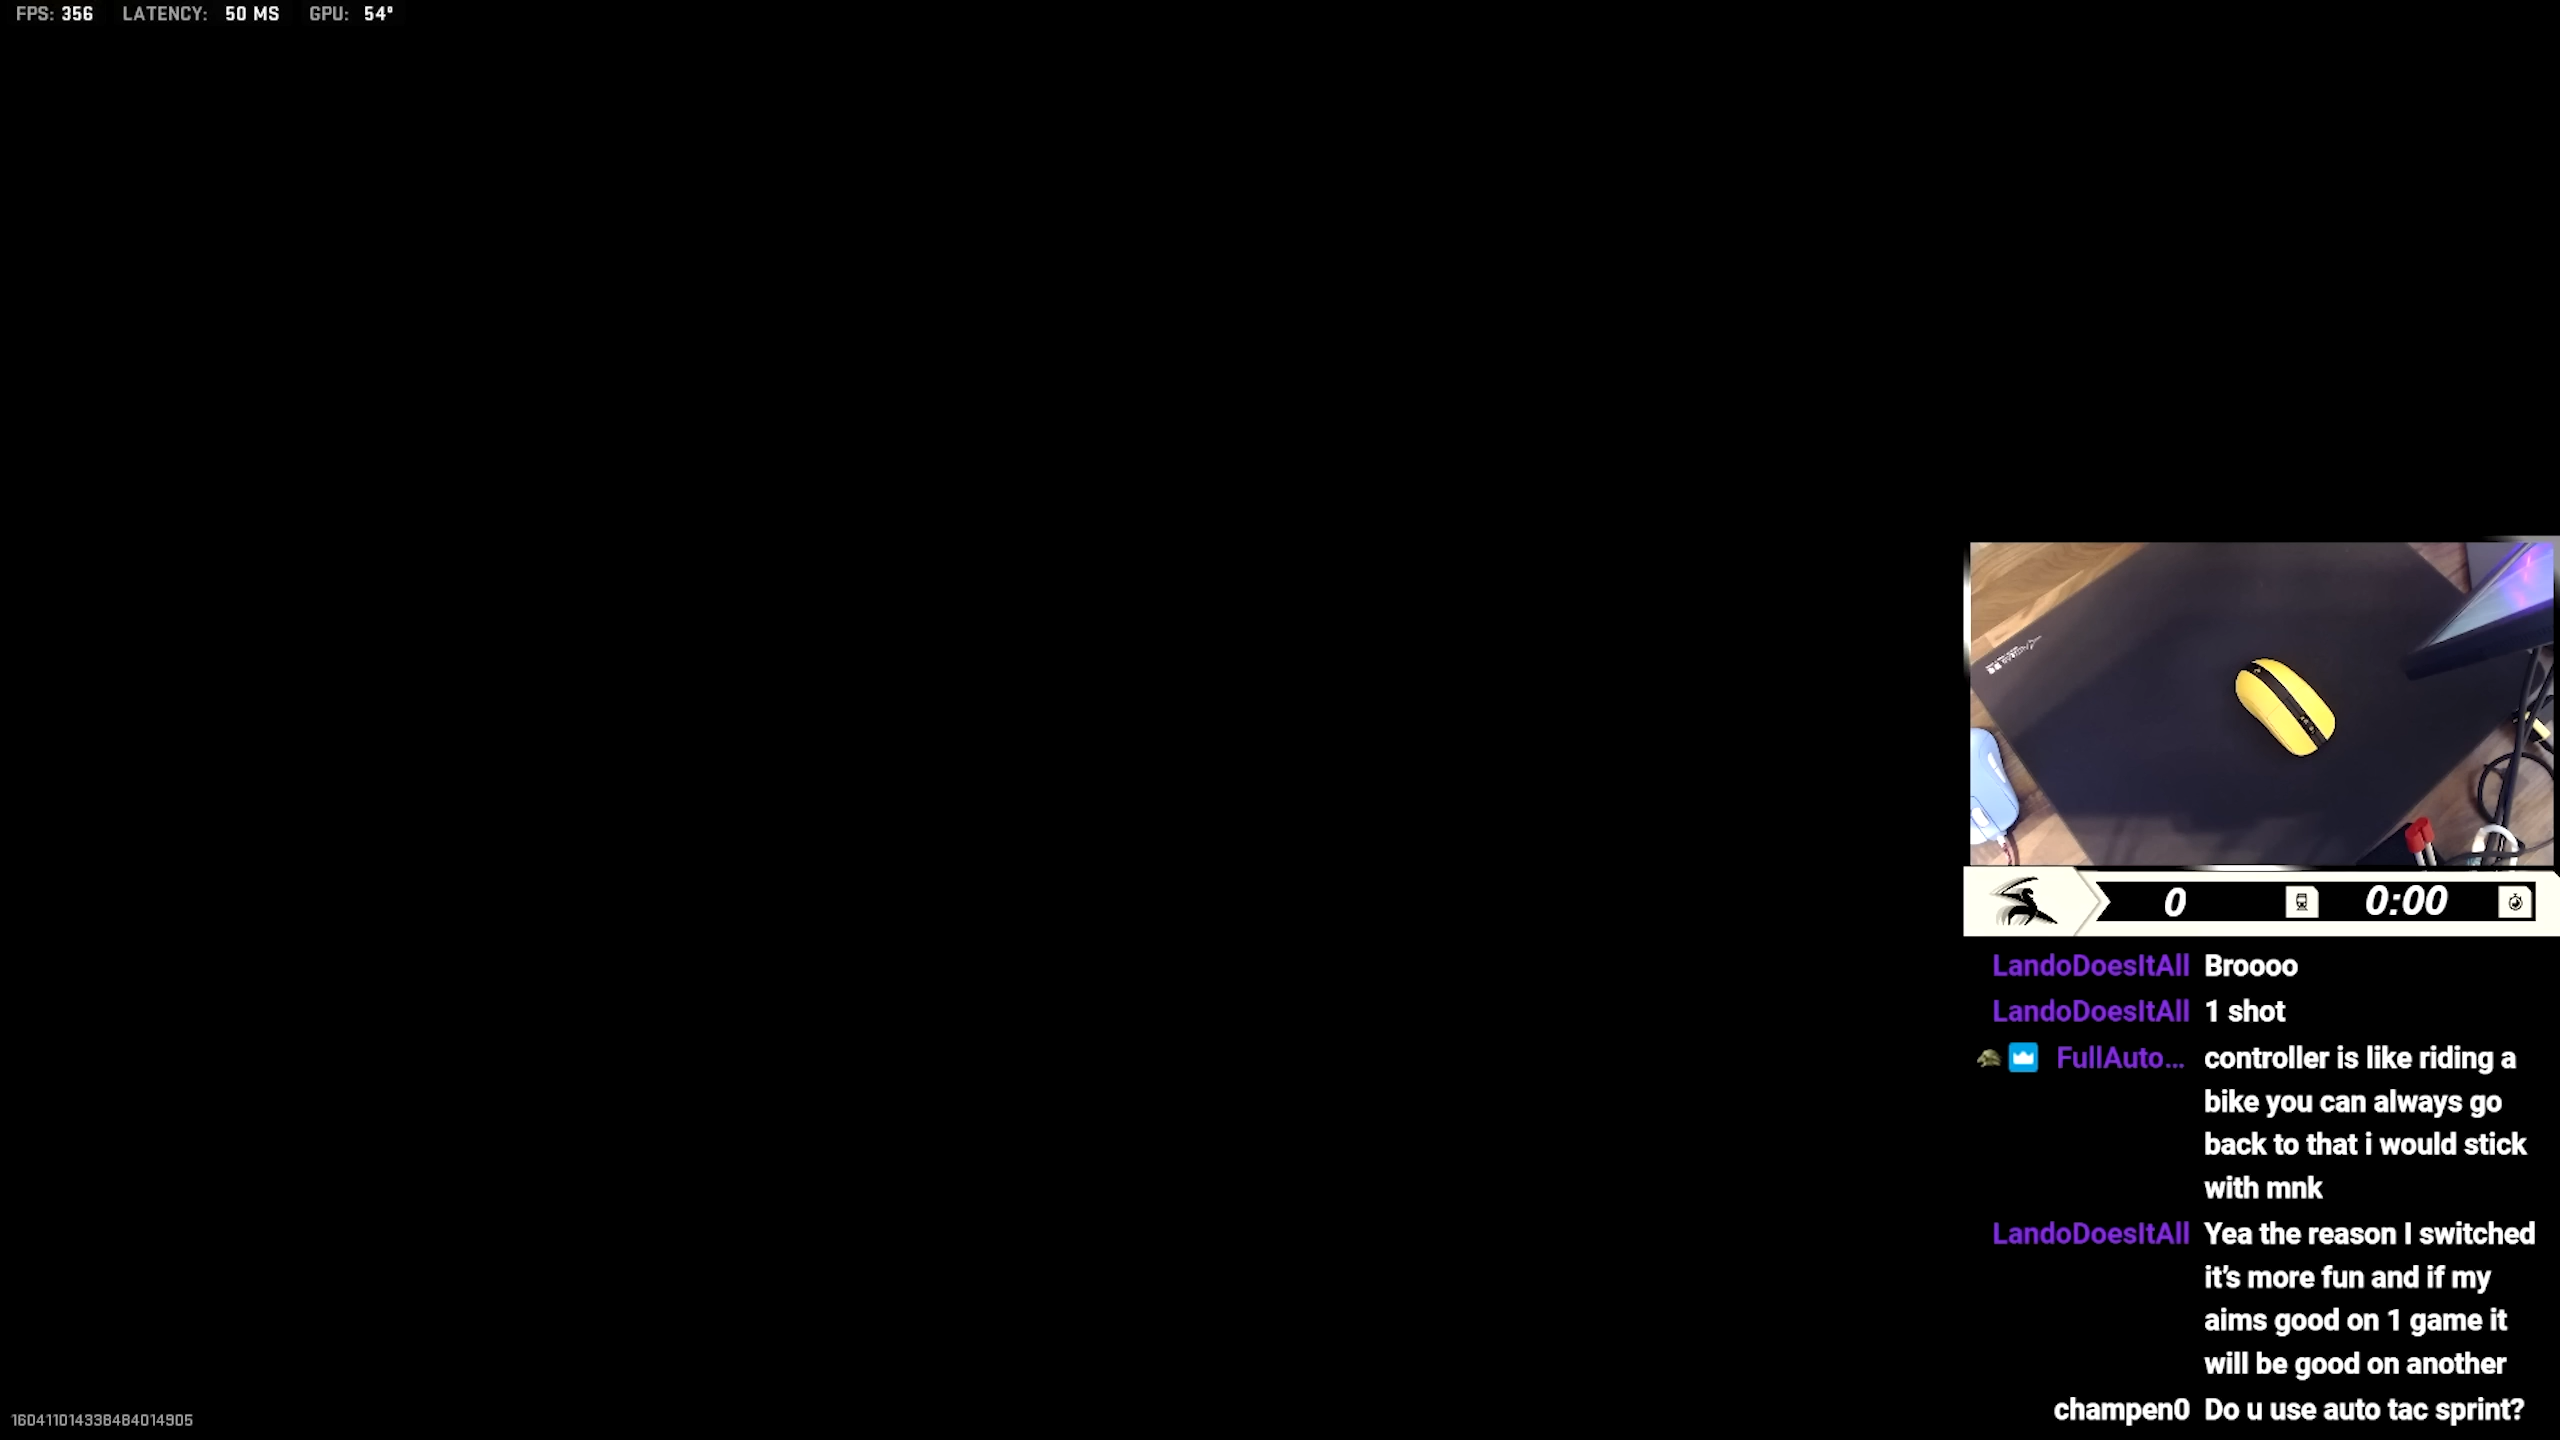 FPS: 356 LATENCY: 50 MS GPU: 54°
0 0:00
LandoDoesItAll Broooo
LandoDoesItAll 1 shot
FullAuto... controller is like riding a
bike you can always go
back to that i would stick
with mnk
LandoDoesItAll Yea the reason I switched
it's more fun and if my
aims good on 1 game it
will be good on another
champen0 Do u use auto tac sprint?
160411014338484014905